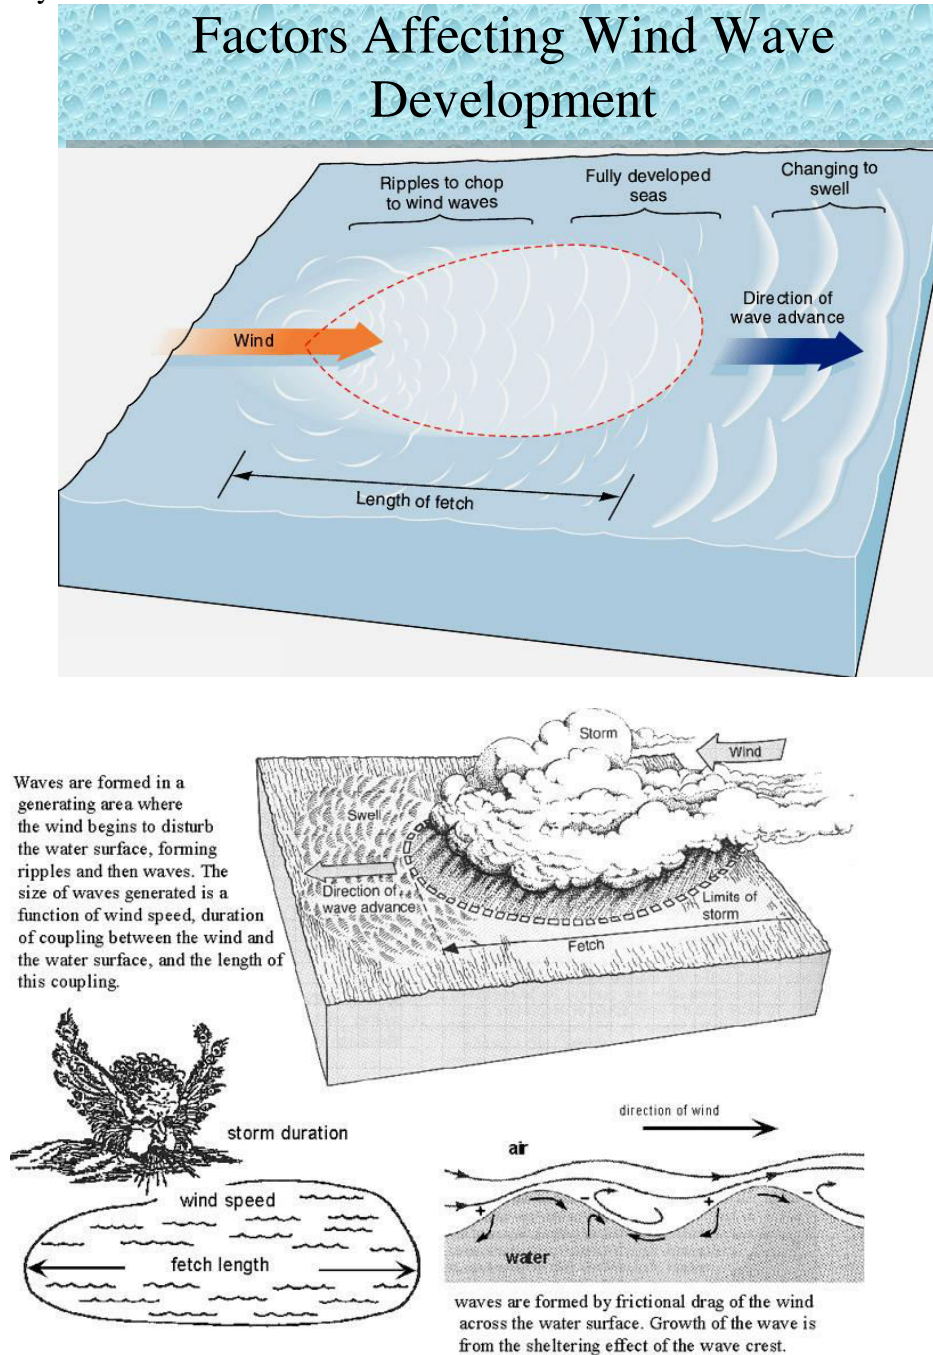 Factors Affecting Wind Wave
Development
Ripples to chop
to wind waves
Fully developed
seas
Changing to
swell
Wind
Direction of
wave advance
Length of fetch
Storm
Wind
Waves are formed in a
generating area where
the wind begins to disturb
the water surface, forming
ripples and then waves. The
size of waves generated is a
function of wind speed, duration
of coupling between the wind and
the water surface, and the length of
this coupling.
Swell
Direction of
wave advance
Limits of
storm
Fetch
storm duration
wind speed
fetch length
direction of wind
air
+
-
+
-
water
waves are formed by frictional drag of the wind
across the water surface. Growth of the wave is
from the sheltering effect of the wave crest.